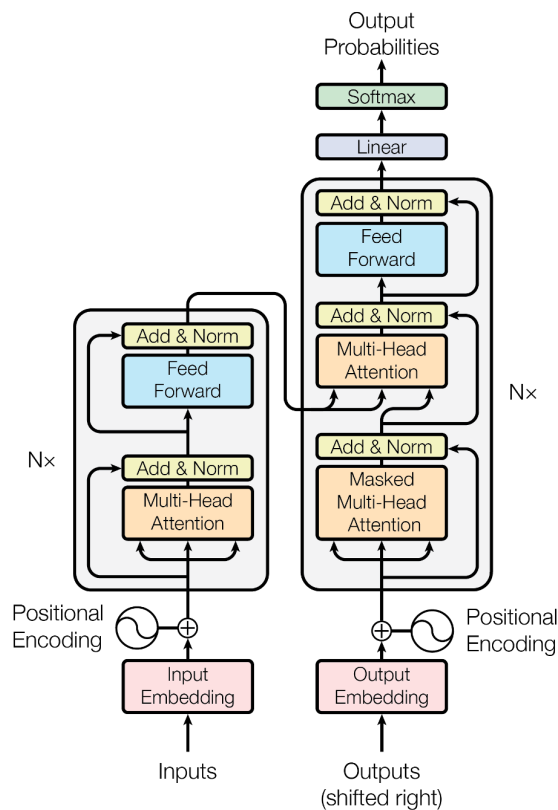 Output
Probabilities
Softmax
Linear
Add & Norm
Feed
Forward
Add & Norm
Multi-Head
Attention
Add & Norm
Masked
Multi-Head
Attention
N×
Add & Norm
Feed
Forward
Add & Norm
Multi-Head
Attention
N×
Positional
Encoding
Positional
Encoding
Input
Embedding
Output
Embedding
Inputs
Outputs
(shifted right)